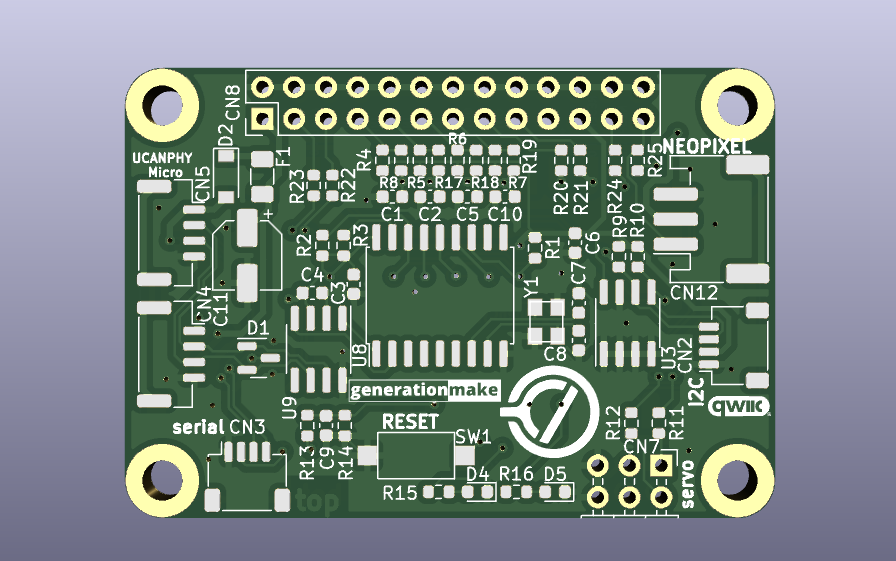 CN8
D2
F1
UCANPHY
Micro
CN5
R23
R22
R4
R6
R19
R8
R5
R17
R18
R7
C1
C2
C5
C10
R20
R21
R24
R25
NEOPIXEL
R9
R10
+
R2
R3
R1
C6
C4
C3
C7
Y1
CN12
CN4
C11
D1
U8
C8
U3
CN2
I2C
qwiic
generationmake
U9
serial
CN3
RESET
SW1
R12
R11
CN7
R13
C9
R14
R15
D4
R16
D5
servo
top